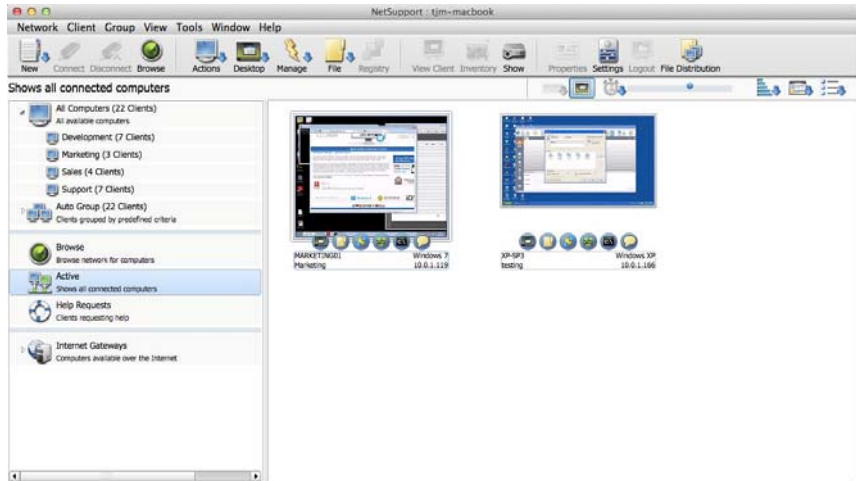 NetSupport : tjm-macbook
Network Client Group View Tools Window Help
New Connect Disconnect Browse Actions Desktop Manage File Registry View Client Inventory Show Properties Settings Logout File Distribution
Shows all connected computers
All Computers (22 Clients)
All available computers
Development (7 Clients)
Marketing (3 Clients)
Sales (4 Clients)
Support (7 Clients)
Auto Group (22 Clients)
Clients grouped by predefined criteria
Browse
Browse network for computers
Active
Shows all connected computers
Help Requests
Clients requesting help
Internet Gateways
Computers available over the Internet
MARKETING01 Windows 7
Marketing 10.0.1.119
XP-SP3 Windows XP
testing 10.0.1.166